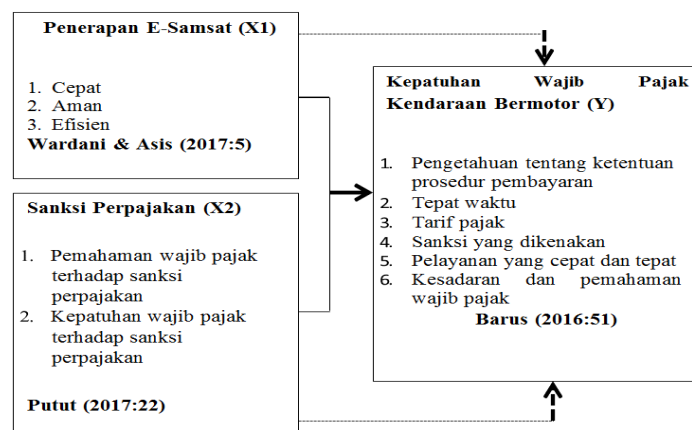 Penerapan E-Samsat (X1)
1. Cepat
2. Aman
3. Efisien
Wardani & Asis (2017:5)
Sanksi Perpajakan (X2)
1. Pemahaman wajib pajak
terhadap sanksi
perpajakan
2. Kepatuhan wajib pajak
terhadap sanksi
perpajakan
Putut (2017:22)
Kepatuhan Wajib Pajak
Kendaraan Bermotor (Y)
1. Pengetahuan tentang ketentuan
prosedur pembayaran
2. Tepat waktu
3. Tarif pajak
4. Sanksi yang dikenakan
5. Pelayanan yang cepat dan tepat
6. Kesadaran dan pemahaman
wajib pajak
Barus (2016:51)